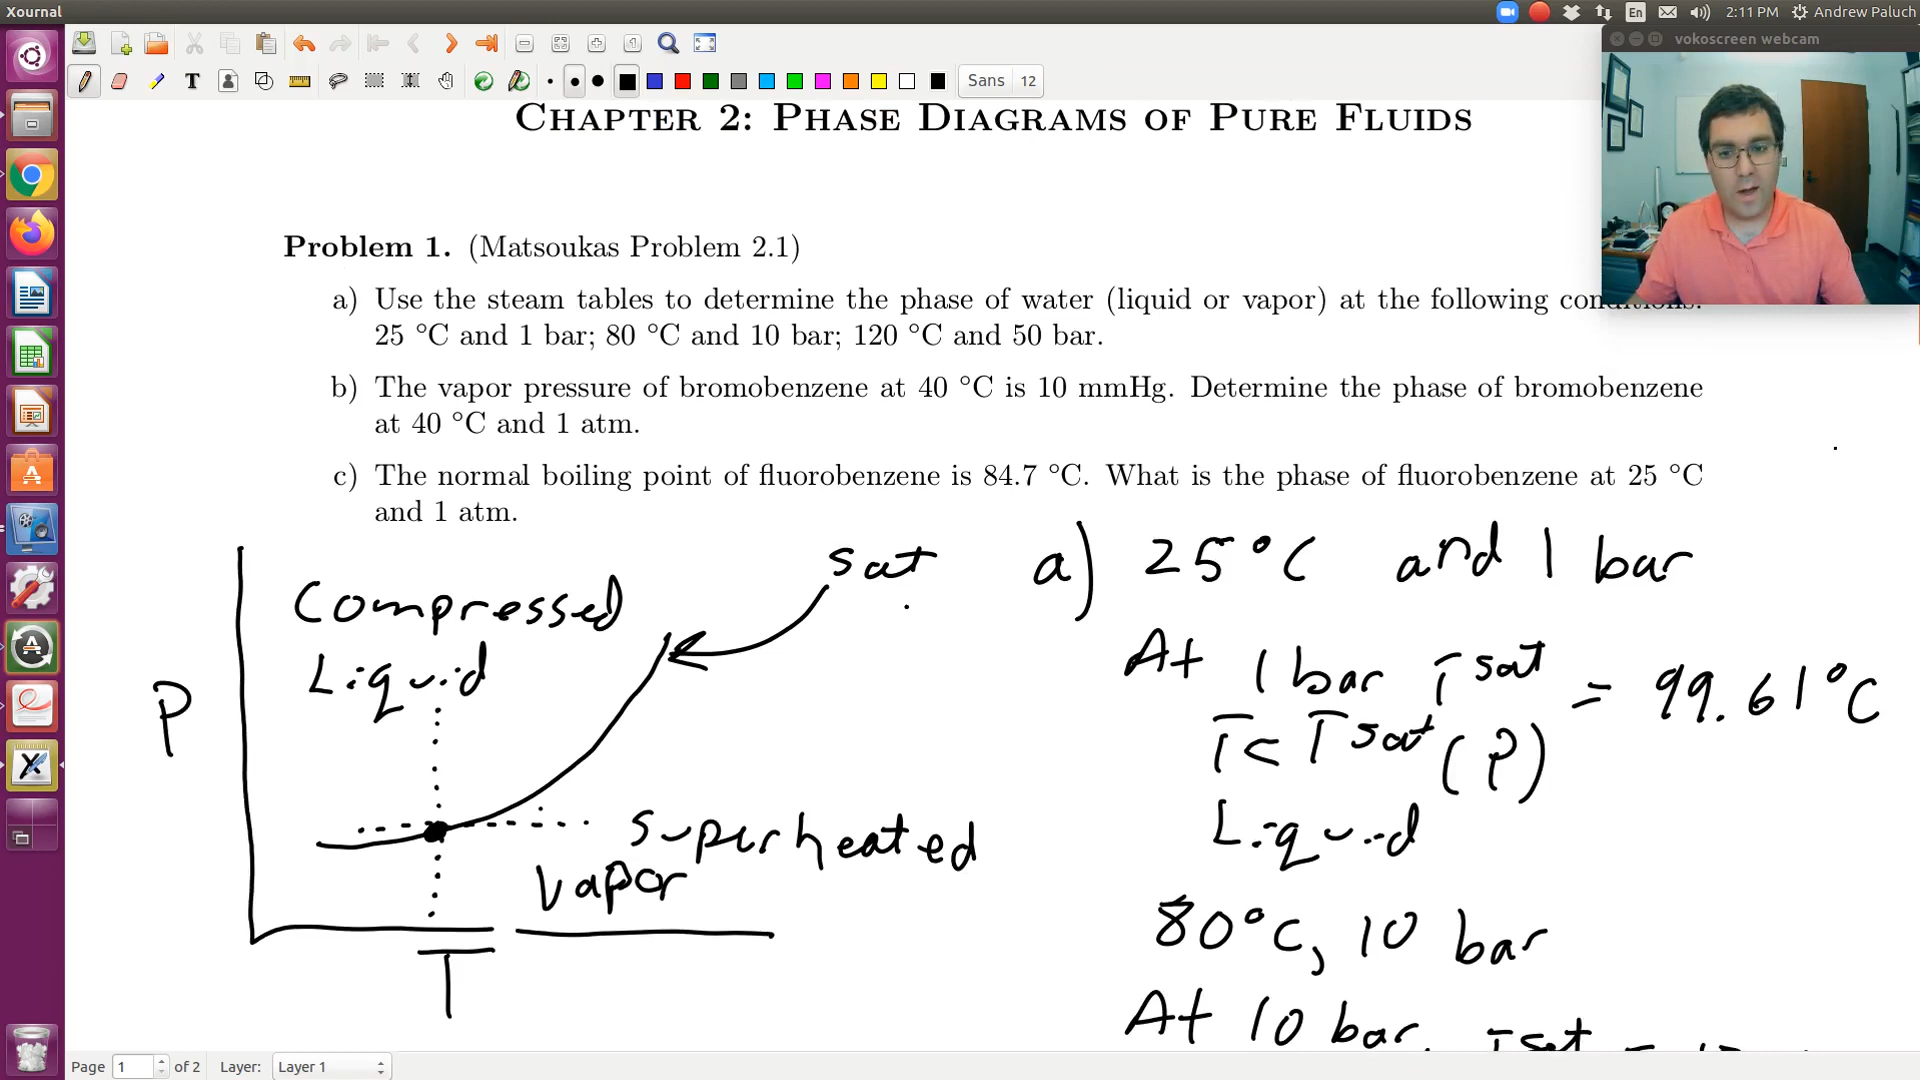 Xournal
En
2:11 PM
Andrew Paluch
vokoscreen webcam
T
Sans 12
CHAPTER 2: PHASE DIAGRAMS OF PURE FLUIDS
Problem 1. (Matsoukas Problem 2.1)
a) Use the steam tables to determine the phase of water (liquid or vapor) at the following conditions:
25 °C and 1 bar; 80 °C and 10 bar; 120 °C and 50 bar.
b) The vapor pressure of bromobenzene at 40 °C is 10 mmHg. Determine the phase of bromobenzene
at 40 °C and 1 atm.
c) The normal boiling point of fluorobenzene is 84.7 °C. What is the phase of fluorobenzene at 25 °C
and 1 atm.
Compressed
Liquid
sat
P
superheated
vapor
T
a) 25°C and 1 bar
At 1 bar T sat = 99.61°C
T < T sat (P)
Liquid
80°C, 10 bar
At 10 bar, T sat =
Page 1 of 2 Layer: Layer 1